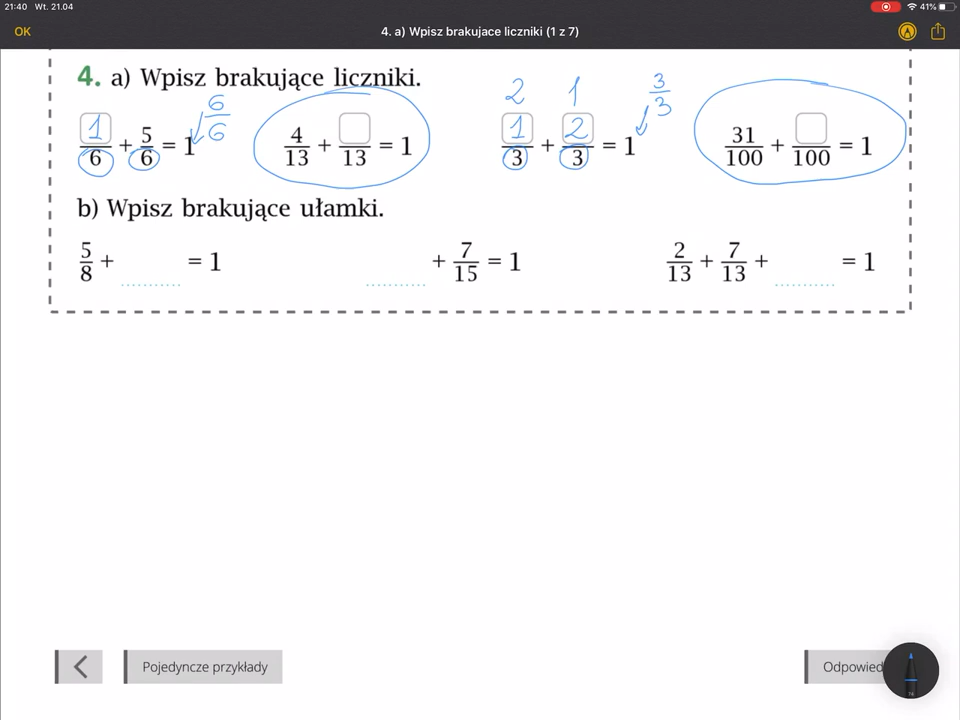 21:40 Wt. 21.04 41%
OK 4. a) Wpisz brakujace liczniki (1 z 7)
4. a) Wpisz brakujące liczniki.
1/6 + 5/6 = 1 6/6 4/13 + /13 = 1 2 1 1/3 + 2/3 = 1 3/3 31/100 + /100 = 1
b) Wpisz brakujące ułamki.
5/8 + ........... = 1 ........... + 7/15 = 1 2/13 + 7/13 + ........... = 1
Pojedyncze przykłady Odpowied